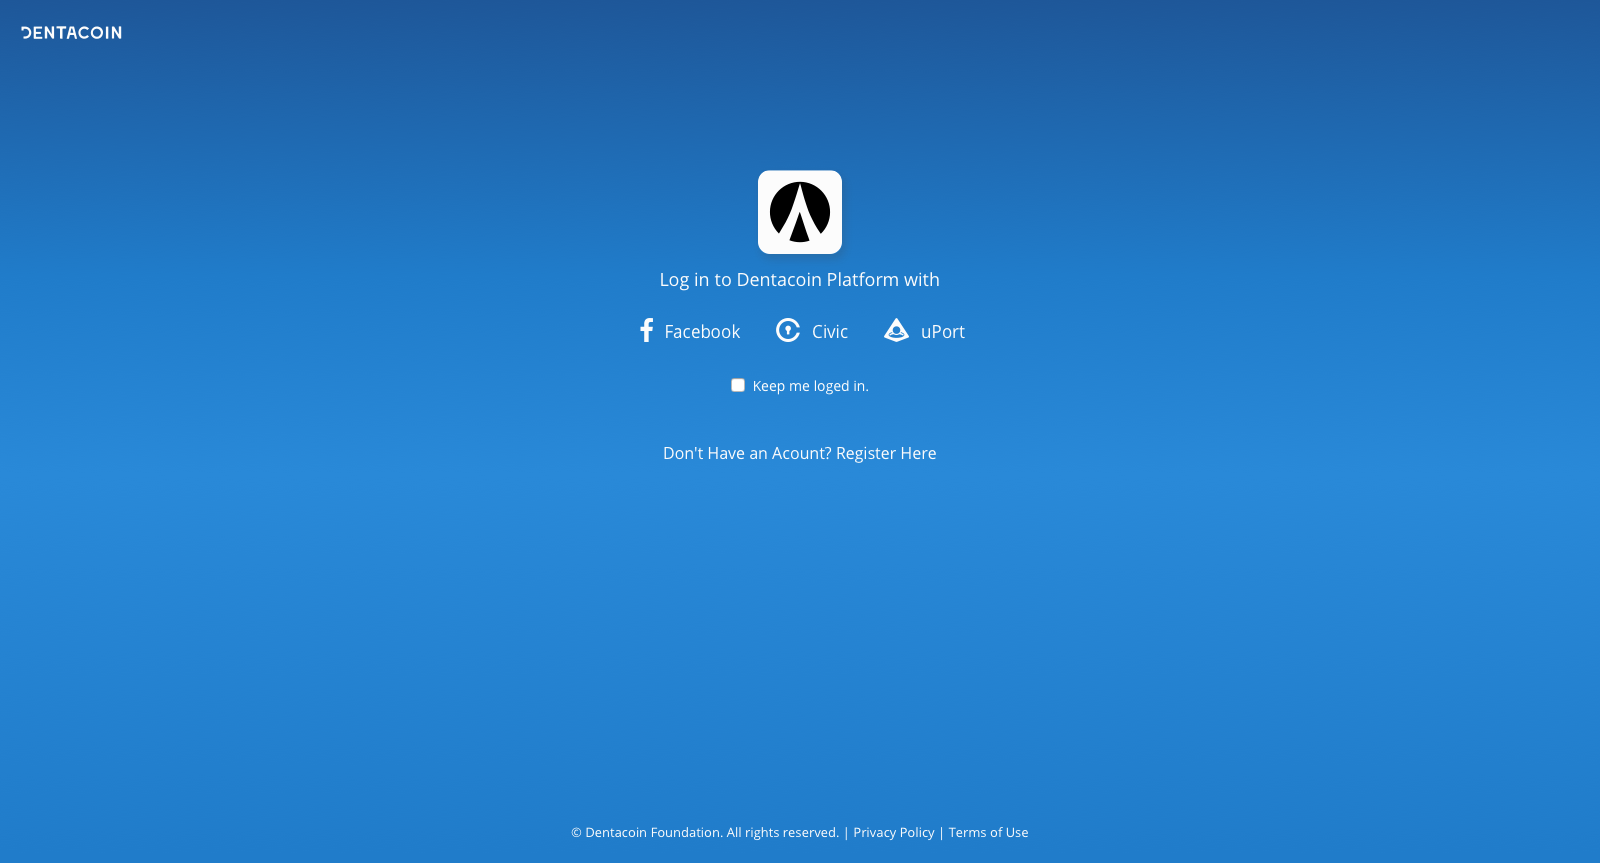 DENTACOIN
Log in to Dentacoin Platform with
Facebook Civic uPort
Keep me loged in.
Don't Have an Acount? Register Here
© Dentacoin Foundation. All rights reserved. | Privacy Policy | Terms of Use